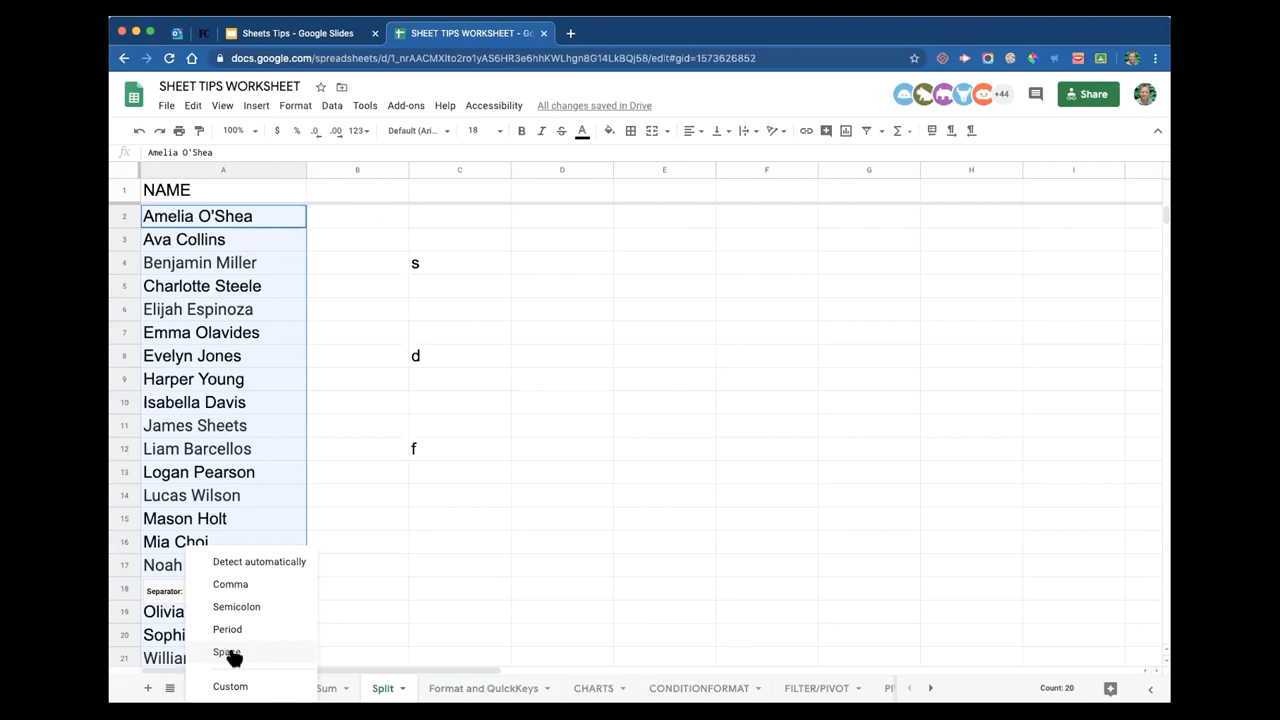 Sheets Tips - Google Slides
SHEET TIPS WORKSHEET - Go
docs.google.com/spreadsheets/d/1_nrAACMXIto2ro1yAS6HR3e6hhKWLhgn8G14LkBQj58/edit#gid=1573626852
SHEET TIPS WORKSHEET
File Edit View Insert Format Data Tools Add-ons Help Accessibility All changes saved in Drive
+44
Share
100% $ % .0 .00 123 Default (Ari... 18 B I S A
fx Amelia O'Shea
A B C D E F G H I
1 NAME
2 Amelia O'Shea
3 Ava Collins
4 Benjamin Miller s
5 Charlotte Steele
6 Elijah Espinoza
7 Emma Olavides
8 Evelyn Jones d
9 Harper Young
10 Isabella Davis
11 James Sheets
12 Liam Barcellos f
13 Logan Pearson
14 Lucas Wilson
15 Mason Holt
16 Mia Choi
17 Noah
18 Separator:
19 Olivia
20 Sophi
21 Willian
Detect automatically
Comma
Semicolon
Period
Space
Custom
Sum Split Format and QuickKeys CHARTS CONDITIONFORMAT FILTER/PIVOT PI
Count: 20